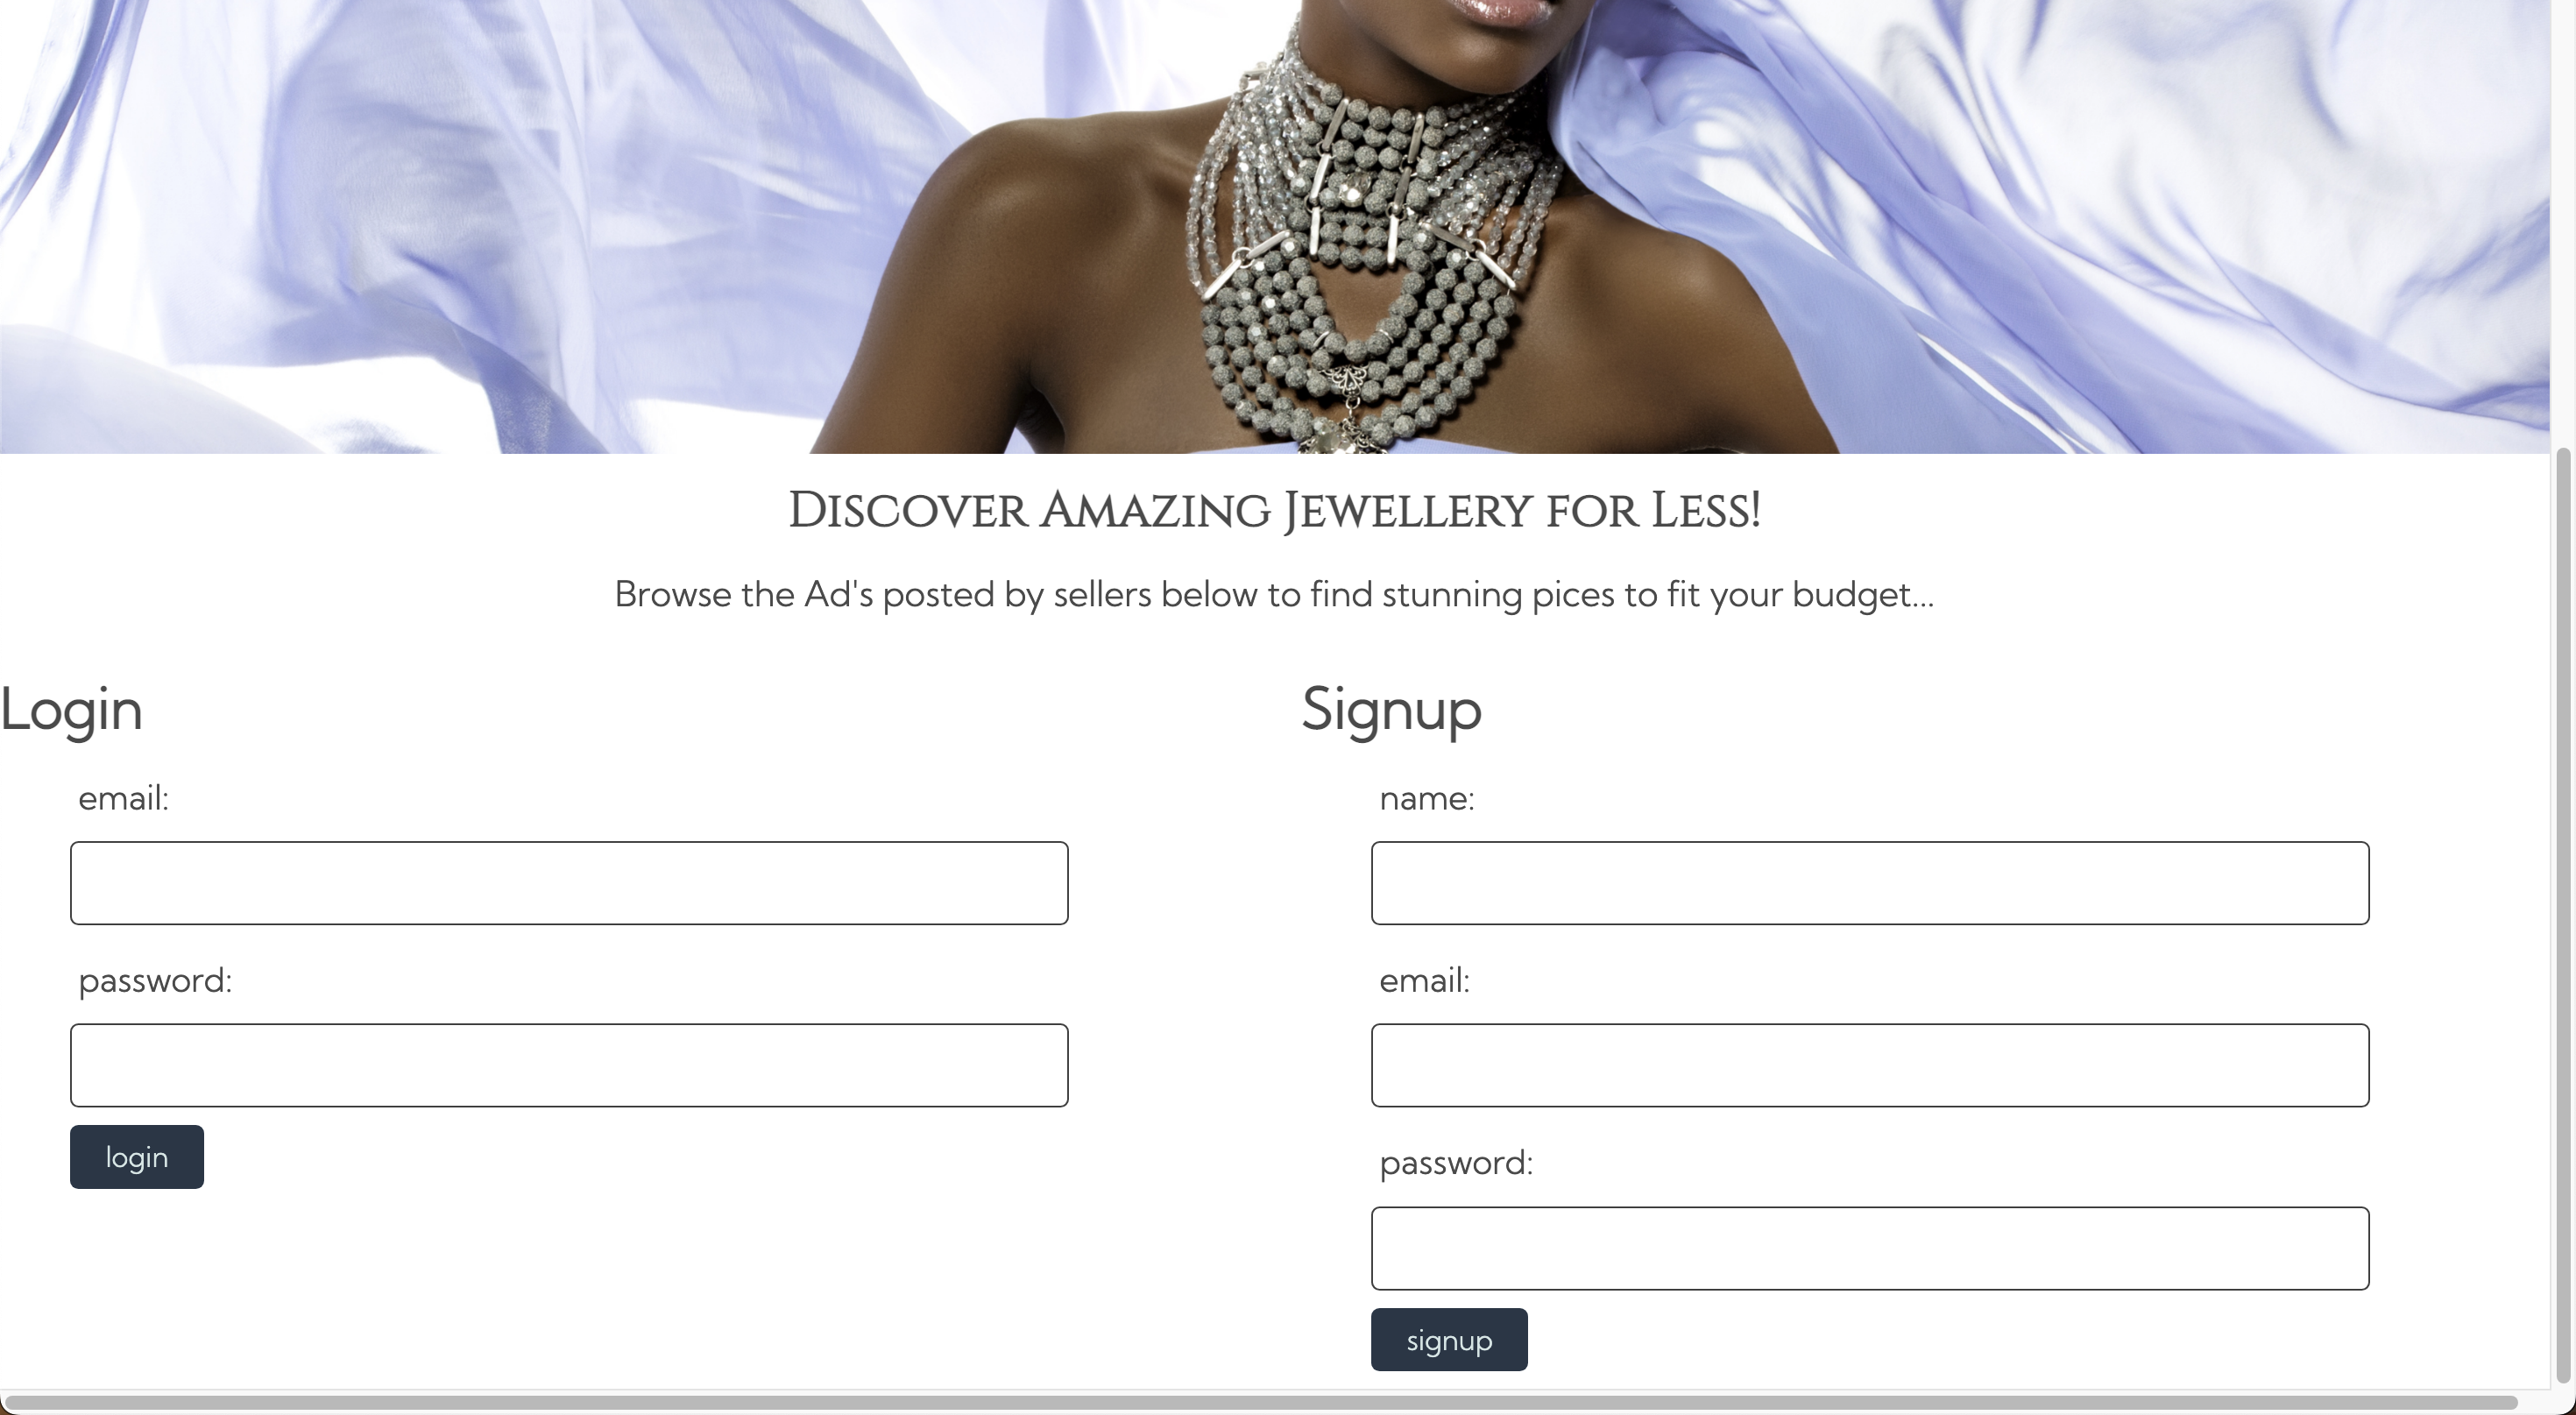 Discover Amazing Jewellery for Less!
Browse the Ad's posted by sellers below to find stunning pices to fit your budget...
Login
email:
password:
login
Signup
name:
email:
password:
signup